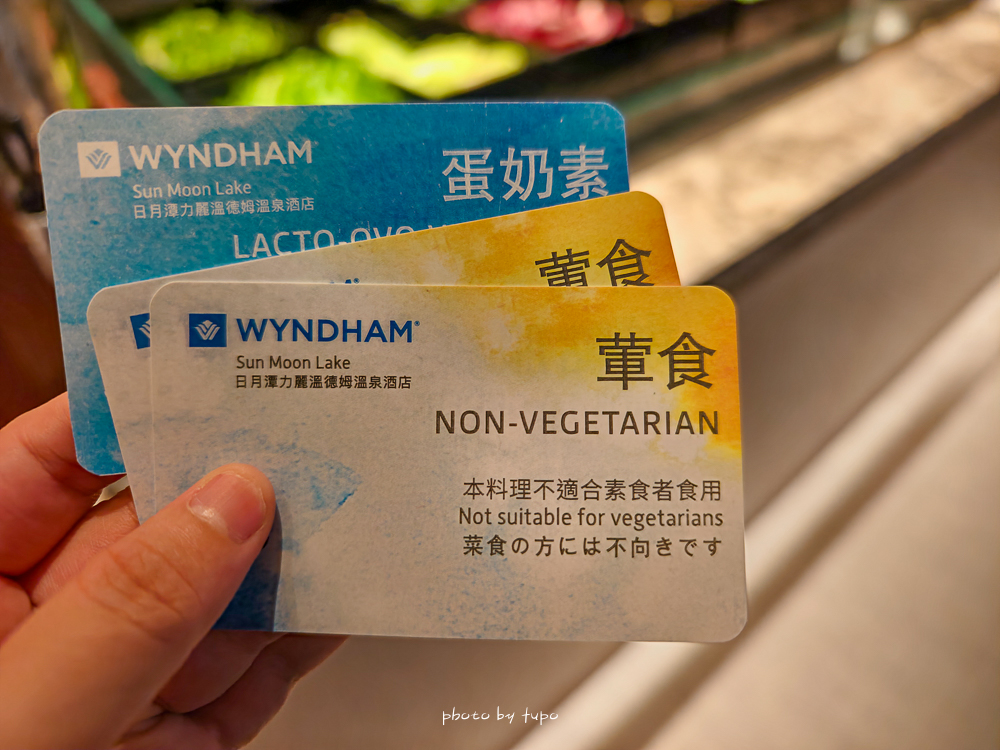 WYNDHAM
Sun Moon Lake
日月潭力麗溫德姆溫泉酒店
蛋奶素
LACTO-OVO
葷食
WYNDHAM®
Sun Moon Lake
日月潭力麗溫德姆溫泉酒店
葷食
NON-VEGETARIAN
本料理不適合素食者食用
Not suitable for vegetarians
菜食の方には不向きです
photo by tupo